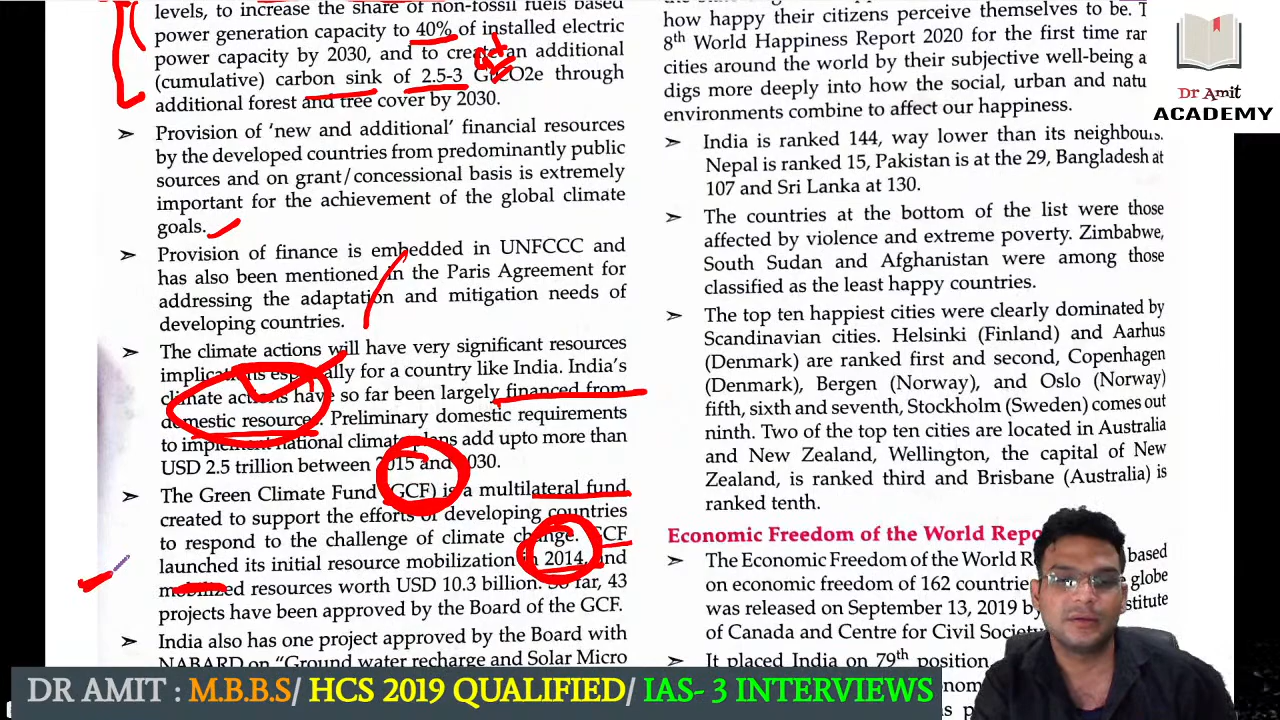 levels, to increase the share of non-fossil fuels based
power generation capacity to 40% of installed electric
power capacity by 2030, and to create an additional
(cumulative) carbon sink of 2.5-3 GtCO2e through
additional forest and tree cover by 2030.
➤ Provision of 'new and additional' financial resources
by the developed countries from predominantly public
sources and on grant/concessional basis is extremely
important for the achievement of the global climate
goals.
➤ Provision of finance is embedded in UNFCCC and
has also been mentioned in the Paris Agreement for
addressing the adaptation and mitigation needs of
developing countries.
➤ The climate actions will have very significant resources
implications especially for a country like India. India's
climate actions have so far been largely financed from
domestic resources. Preliminary domestic requirements
to implement national climate plans add upto more than
USD 2.5 trillion between 2015 and 2030.
➤ The Green Climate Fund (GCF) is a multilateral fund
created to support the efforts of developing countries
to respond to the challenge of climate change. GCF
launched its initial resource mobilization in 2014, and
mobilized resources worth USD 10.3 billion. So far, 43
projects have been approved by the Board of the GCF.
➤ India also has one project approved by the Board with
NABARD on "Ground water recharge and Solar Micro
how happy their citizens perceive themselves to be. T
8th World Happiness Report 2020 for the first time ran
cities around the world by their subjective well-being a
digs more deeply into how the social, urban and natu
environments combine to affect our happiness.
➤ India is ranked 144, way lower than its neighbours.
Nepal is ranked 15, Pakistan is at the 29, Bangladesh at
107 and Sri Lanka at 130.
➤ The countries at the bottom of the list were those
affected by violence and extreme poverty. Zimbabwe,
South Sudan and Afghanistan were among those
classified as the least happy countries.
➤ The top ten happiest cities were clearly dominated by
Scandinavian cities. Helsinki (Finland) and Aarhus
(Denmark) are ranked first and second, Copenhagen
(Denmark), Bergen (Norway), and Oslo (Norway)
fifth, sixth and seventh, Stockholm (Sweden) comes out
ninth. Two of the top ten cities are located in Australia
and New Zealand, Wellington, the capital of New
Zealand, is ranked third and Brisbane (Australia) is
ranked tenth.
Economic Freedom of the World Repo
➤ The Economic Freedom of the World R based
on economic freedom of 162 countrie globe
was released on September 13, 2019 by stitute
of Canada and Centre for Civil Society
➤ It placed India on 79th position
Dr Amit
ACADEMY
DR AMIT : M.B.B.S/ HCS 2019 QUALIFIED/ IAS- 3 INTERVIEWS